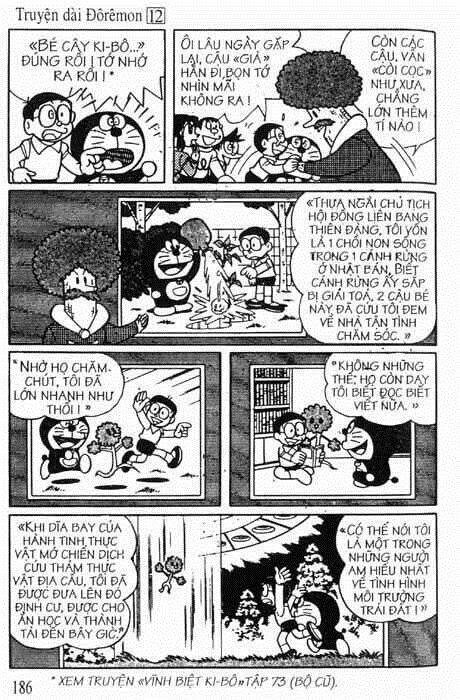 Truyện dài Đôrêmon 12
«BÉ CÂY KI-BÔ...»
ĐÚNG RỒI ! TỚ NHỚ
RA RỒI ! *
ÔI LÂU NGÀY GẶP
LẠI, CẬU «GIÀ»
HẲN ĐI BỌN TỚ
NHÌN MÃI
KHÔNG RA !
CÒN CÁC
CẬU, VẪN
«CÒI CỌC»
NHƯ XƯA,
CHẲNG
LỚN THÊM
TÍ NÀO !
«THƯA NGÀI CHỦ TỊCH
HỘI ĐỒNG LIÊN BANG
THIÊN ĐÀNG, TÔI VỐN
LÀ 1 CHỒI NON SỐNG
TRONG 1 CÁNH RỪNG
Ở NHẬT BẢN. BIẾT
CÁNH RỪNG ẤY SẮP
BỊ GIẢI TOẢ, 2 CẬU BÉ
NÀY ĐÃ CỨU TÔI ĐEM
VỀ NHÀ TẬN TÌNH
CHĂM SÓC. »
"NHỜ HỌ CHĂM-
CHÚT, TÔI ĐÃ
LỚN NHANH NHƯ
THỔI ! »
"KHÔNG NHỮNG
THẾ, HỌ CÒN DẠY
TÔI BIẾT ĐỌC BIẾT
VIẾT NỮA. »
«KHI DĨA BAY CỦA
HÀNH TINH THỰC
VẬT MỞ CHIẾN DỊCH
CỨU THẢM THỰC
VẬT ĐỊA CẦU, TÔI ĐÃ
ĐƯỢC ĐƯA LÊN ĐÓ
ĐỊNH CƯ, ĐƯỢC CHO
ĂN HỌC VÀ THÀNH
TÀI ĐẾN BÂY GIỜ.»
«CÓ THỂ NÓI TÔI
LÀ MỘT TRONG
NHỮNG NGƯỜI
AM HIỂU NHẤT
VỀ TÌNH HÌNH
MÔI TRƯỜNG
TRÁI ĐẤT ! »
186
* XEM TRUYỆN «VĨNH BIỆT KI-BÔ» TẬP 73 (BỘ CŨ).